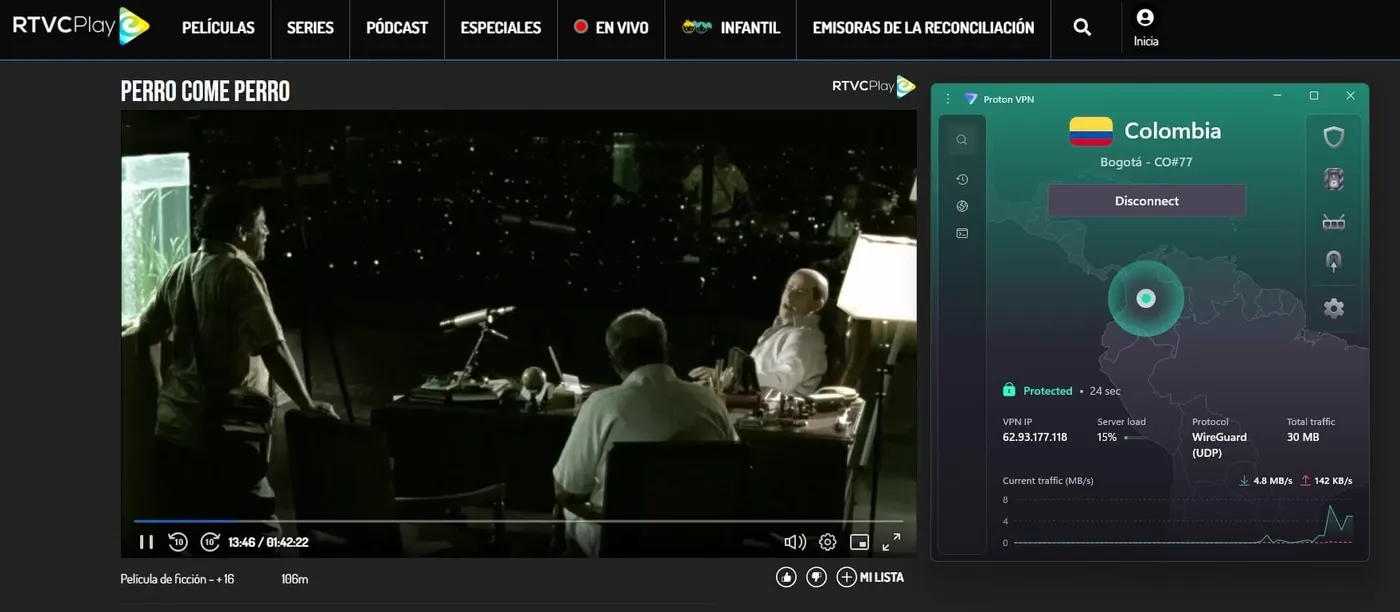 RTVCPlay
PELÍCULAS
SERIES
PÓDCAST
ESPECIALES
EN VIVO
INFANTIL
EMISORAS DE LA RECONCILIACIÓN
Inicia
PERRO COME PERRO
RTVCPlay
10
10
13:46 / 01:42:22
Película de ficción - +16
106m
MI LISTA
Proton VPN
Colombia
Bogotá - CO#77
Disconnect
Protected • 24 sec
VPN IP
62.93.177.118
Server load
15%
Protocol
WireGuard
(UDP)
Total traffic
30 MB
Current traffic (MB/s)
4.8 MB/s
142 KB/s
8
4
0